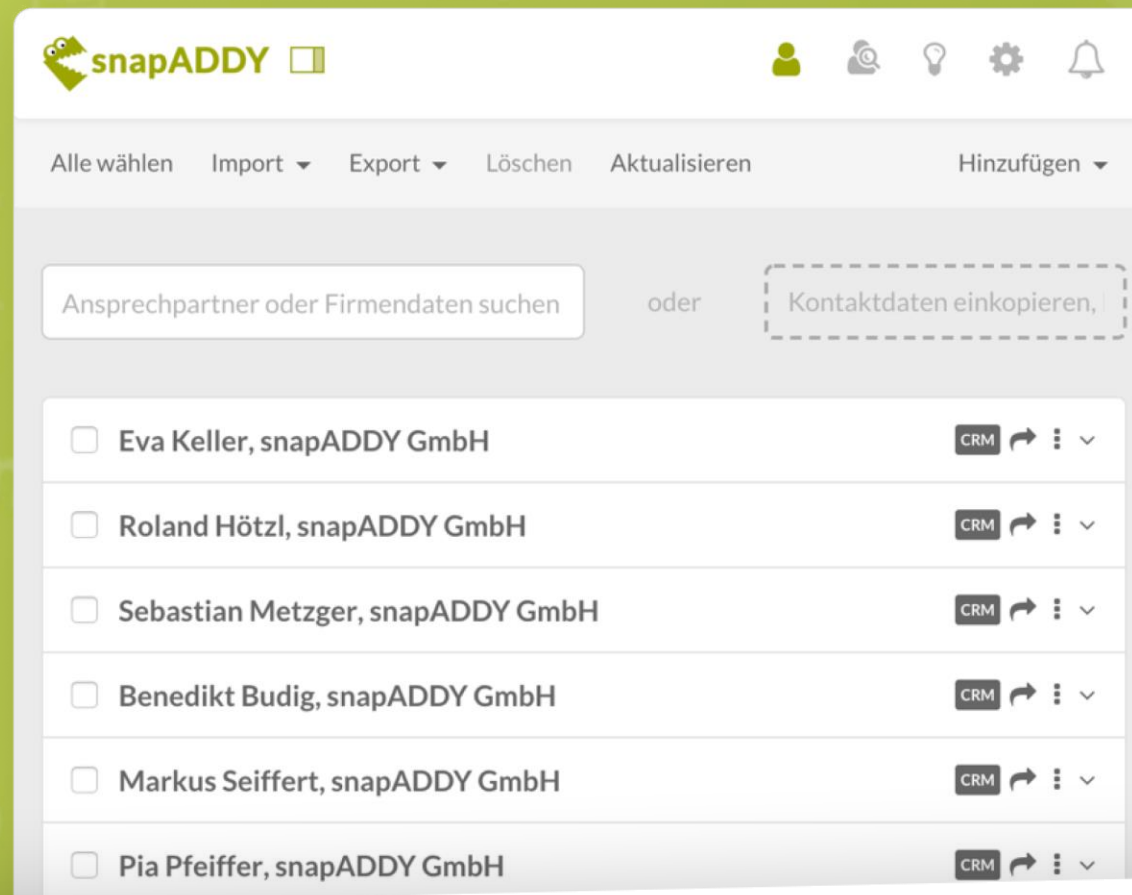 snapADDY
Alle wählen Import Export Löschen Aktualisieren Hinzufügen
Ansprechpartner oder Firmendaten suchen oder Kontaktdaten einkopieren,
Eva Keller, snapADDY GmbH CRM
Roland Hötzl, snapADDY GmbH CRM
Sebastian Metzger, snapADDY GmbH CRM
Benedikt Budig, snapADDY GmbH CRM
Markus Seiffert, snapADDY GmbH CRM
Pia Pfeiffer, snapADDY GmbH CRM